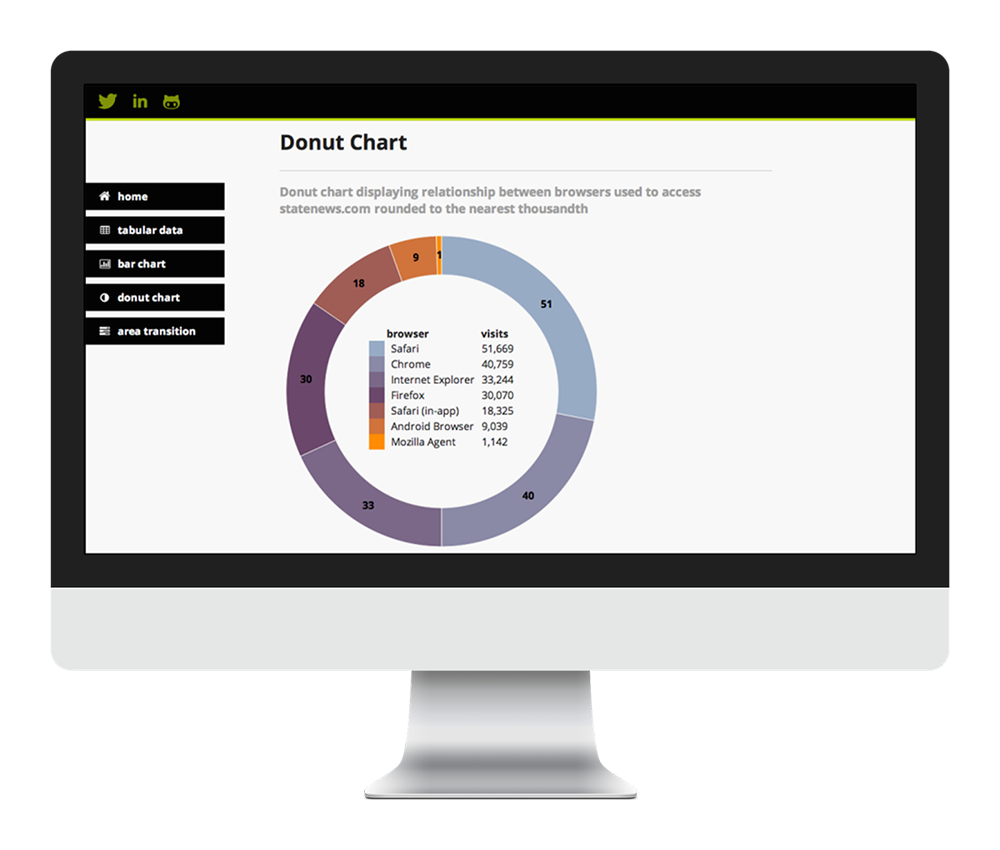 in
Donut Chart
Donut chart displaying relationship between browsers used to access
statenews.com rounded to the nearest thousandth
home
tabular data
bar chart
donut chart
area transition
9
1
18
51
30
40
33
browser visits
Safari 51,669
Chrome 40,759
Internet Explorer 33,244
Firefox 30,070
Safari (in-app) 18,325
Android Browser 9,039
Mozilla Agent 1,142